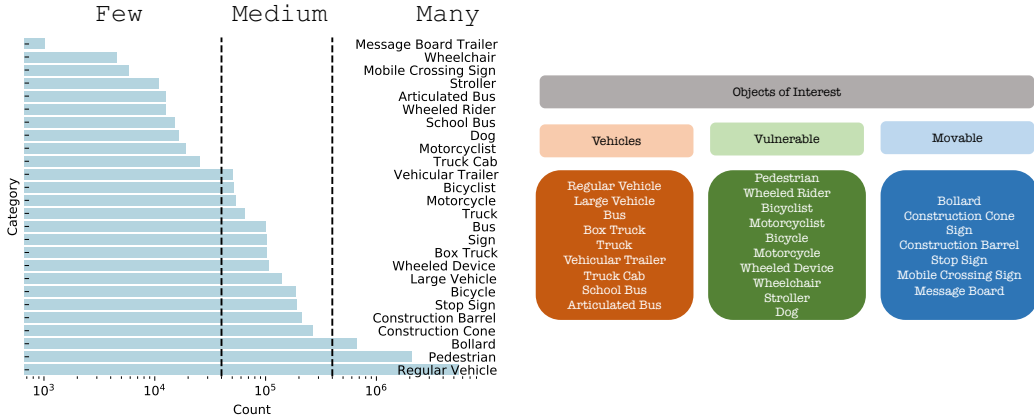 Few Medium Many
Message Board Trailer
Wheelchair
Mobile Crossing Sign
Stroller
Articulated Bus
Wheeled Rider
School Bus
Dog
Motorcyclist
Truck Cab
Vehicular Trailer
Bicyclist
Motorcycle
Truck
Bus
Sign
Box Truck
Wheeled Device
Large Vehicle
Bicycle
Stop Sign
Construction Barrel
Construction Cone
Bollard
Pedestrian
Regular Vehicle
Category
10³ 10⁴ 10⁵ 10⁶
Count
Objects of Interest
Vehicles
Regular Vehicle
Large Vehicle
Bus
Box Truck
Truck
Vehicular Trailer
Truck Cab
School Bus
Articulated Bus
Vulnerable
Pedestrian
Wheeled Rider
Bicyclist
Motorcyclist
Bicycle
Motorcycle
Wheeled Device
Wheelchair
Stroller
Dog
Movable
Bollard
Construction Cone
Sign
Construction Barrel
Stop Sign
Mobile Crossing Sign
Message Board